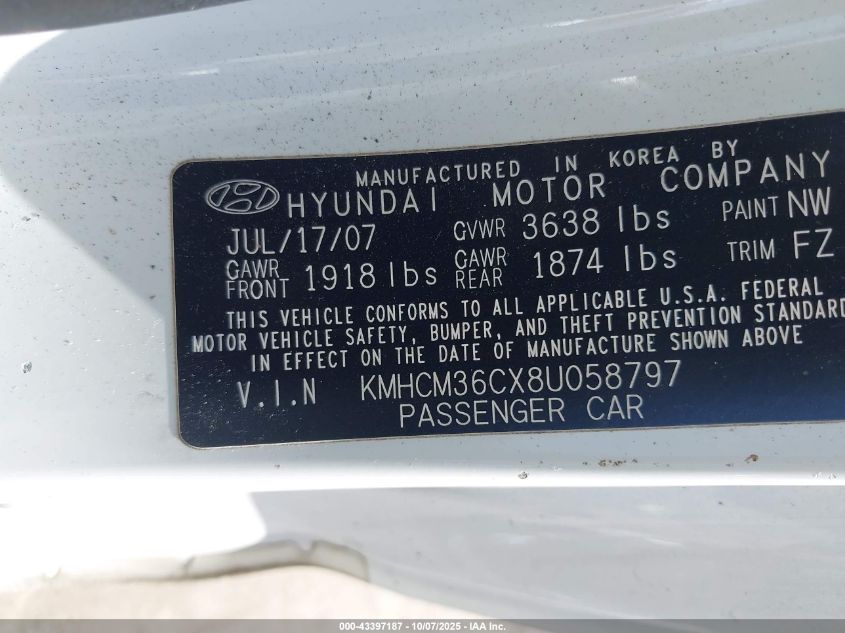 MANUFACTURED IN KOREA BY
HYUNDAI MOTOR COMPANY
JUL/17/07 GVWR 3638 lbs PAINT NW
GAWR FRONT 1918 lbs GAWR REAR 1874 lbs TRIM FZ
THIS VEHICLE CONFORMS TO ALL APPLICABLE U.S.A. FEDERAL
MOTOR VEHICLE SAFETY, BUMPER, AND THEFT PREVENTION STANDARD
IN EFFECT ON THE DATE OF MANUFACTURE SHOWN ABOVE
V.I.N KMHCM36CX8U058797
PASSENGER CAR
000-43397187 - 10/07/2025 - IAA Inc.